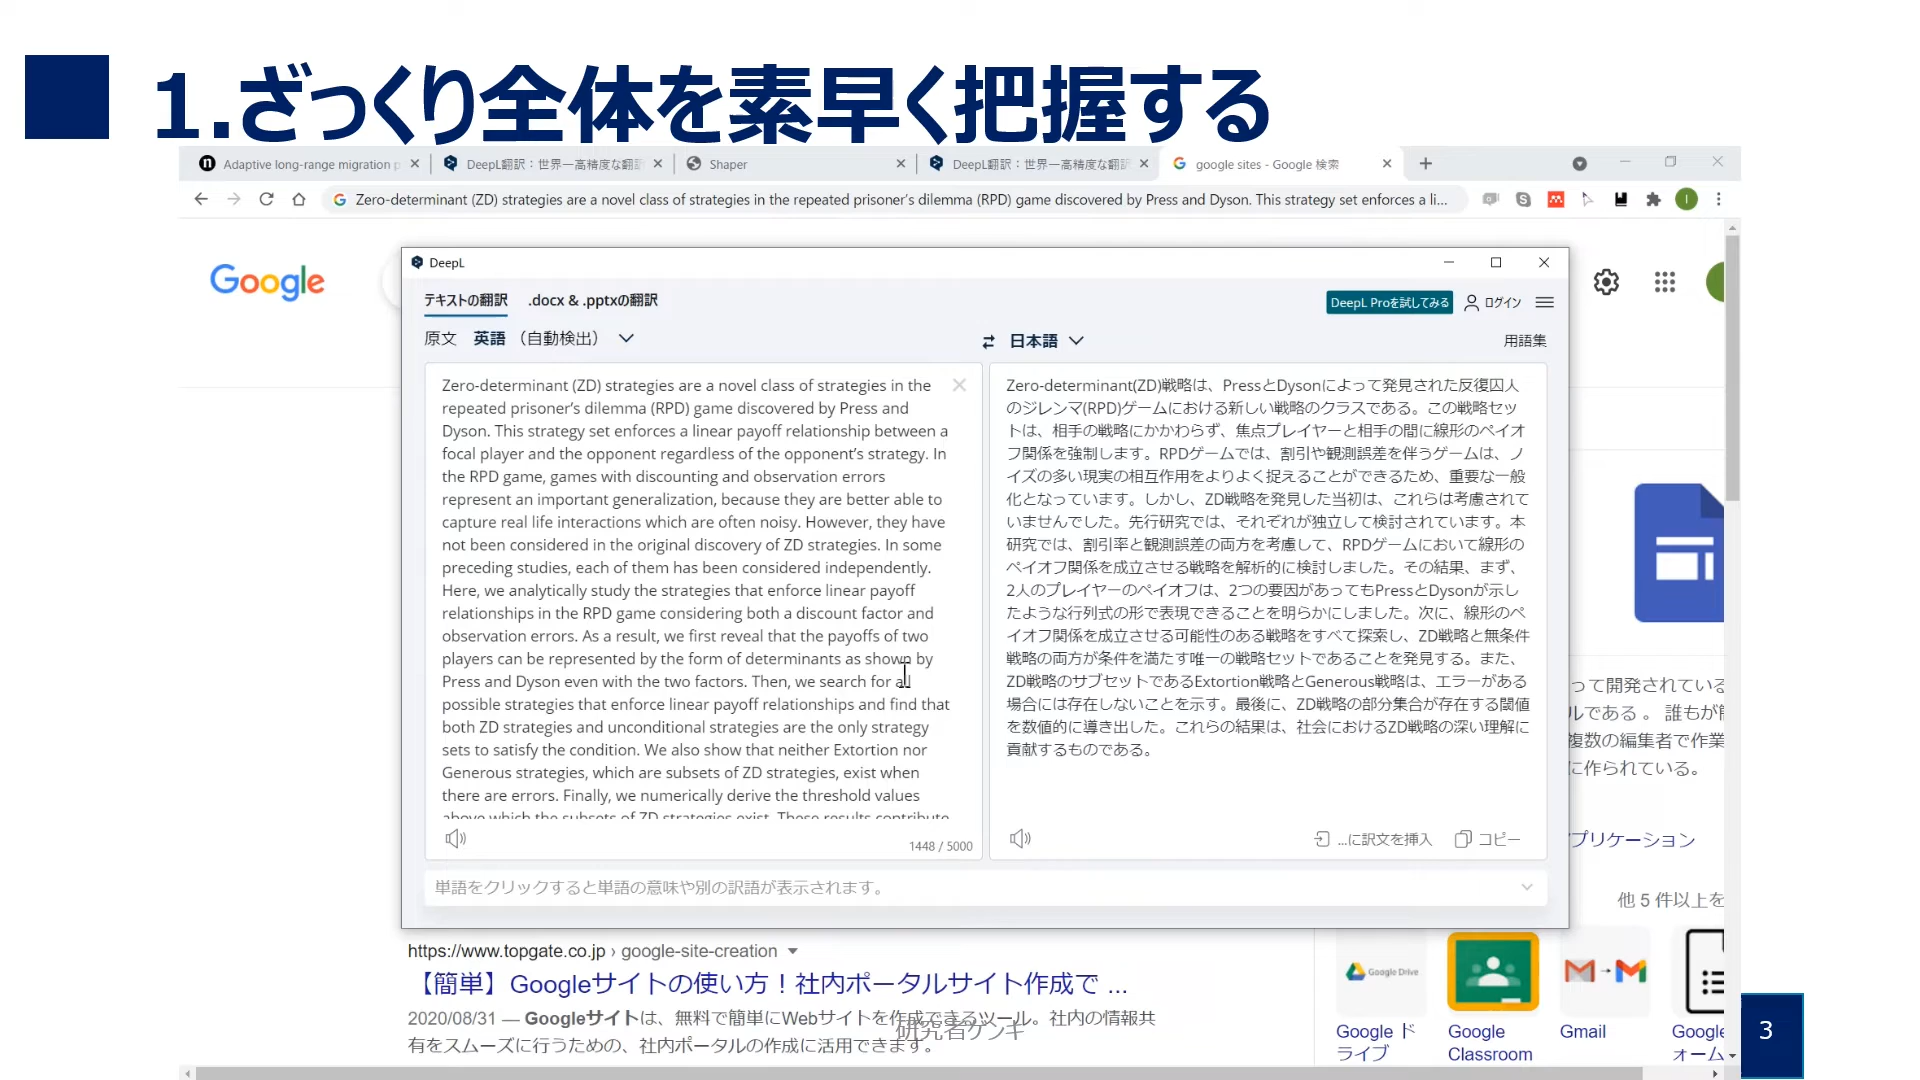 1.ざっくり全体を素早く把握する
Adaptive long-range migration p
DeepL翻訳：世界一高精度な翻訳
Shaper
DeepL翻訳：世界一高精度な翻訳
google sites - Google 検索
Zero-determinant (ZD) strategies are a novel class of strategies in the repeated prisoner's dilemma (RPD) game discovered by Press and Dyson. This strategy set enforces a li...
Google
DeepL
テキストの翻訳 .docx & .pptxの翻訳
DeepL Proを試してみる ログイン
原文 英語 （自動検出）
日本語
用語集
Zero-determinant (ZD) strategies are a novel class of strategies in the
repeated prisoner's dilemma (RPD) game discovered by Press and
Dyson. This strategy set enforces a linear payoff relationship between a
focal player and the opponent regardless of the opponent's strategy. In
the RPD game, games with discounting and observation errors
represent an important generalization, because they are better able to
capture real life interactions which are often noisy. However, they have
not been considered in the original discovery of ZD strategies. In some
preceding studies, each of them has been considered independently.
Here, we analytically study the strategies that enforce linear payoff
relationships in the RPD game considering both a discount factor and
observation errors. As a result, we first reveal that the payoffs of two
players can be represented by the form of determinants as shown by
Press and Dyson even with the two factors. Then, we search for all
possible strategies that enforce linear payoff relationships and find that
both ZD strategies and unconditional strategies are the only strategy
sets to satisfy the condition. We also show that neither Extortion nor
Generous strategies, which are subsets of ZD strategies, exist when
there are errors. Finally, we numerically derive the threshold values
above which the subsets of ZD strategies exist. These results contribute
1448 / 5000
Zero-determinant(ZD)戦略は、PressとDysonによって発見された反復囚人
のジレンマ(RPD)ゲームにおける新しい戦略のクラスである。この戦略セッ
トは、相手の戦略にかかわらず、焦点プレイヤーと相手の間に線形のペイオ
フ関係を強制します。RPDゲームでは、割引や観測誤差を伴うゲームは、ノ
イズの多い現実の相互作用をよりよく捉えることができるため、重要な一般
化となっています。しかし、ZD戦略を発見した当初は、これらは考慮されて
いませんでした。先行研究では、それぞれが独立して検討されています。本
研究では、割引率と観測誤差の両方を考慮して、RPDゲームにおいて線形の
ペイオフ関係を成立させる戦略を解析的に検討しました。その結果、まず、
2人のプレイヤーのペイオフは、2つの要因があってもPressとDysonが示し
たような行列式の形で表現できることを明らかにしました。次に、線形のペ
イオフ関係を成立させる可能性のある戦略をすべて探索し、ZD戦略と無条件
戦略の両方が条件を満たす唯一の戦略セットであることを発見する。また、
ZD戦略のサブセットであるExtortion戦略とGenerous戦略は、エラーがある
場合には存在しないことを示す。最後に、ZD戦略の部分集合が存在する閾値
を数値的に導き出した。これらの結果は、社会におけるZD戦略の深い理解に
貢献するものである。
...に訳文を挿入 コピー
単語をクリックすると単語の意味や別の訳語が表示されます。
って開発されている
ルである 。 誰もが
複数の編集者で作業
に作られている。
プリケーション
他 5 件以上を
https://www.topgate.co.jp › google-site-creation
【簡単】Googleサイトの使い方！社内ポータルサイト作成で ...
2020/08/31 — Googleサイトは、無料で簡単にWebサイトを作成できるツール。社内の情報共
有をスムーズに行うための、社内ポータルの作成に活用できます。
研究者ケンキ
Google Drive
Google ド
ライブ
Google
Classroom
Gmail
Google
ォーム
3